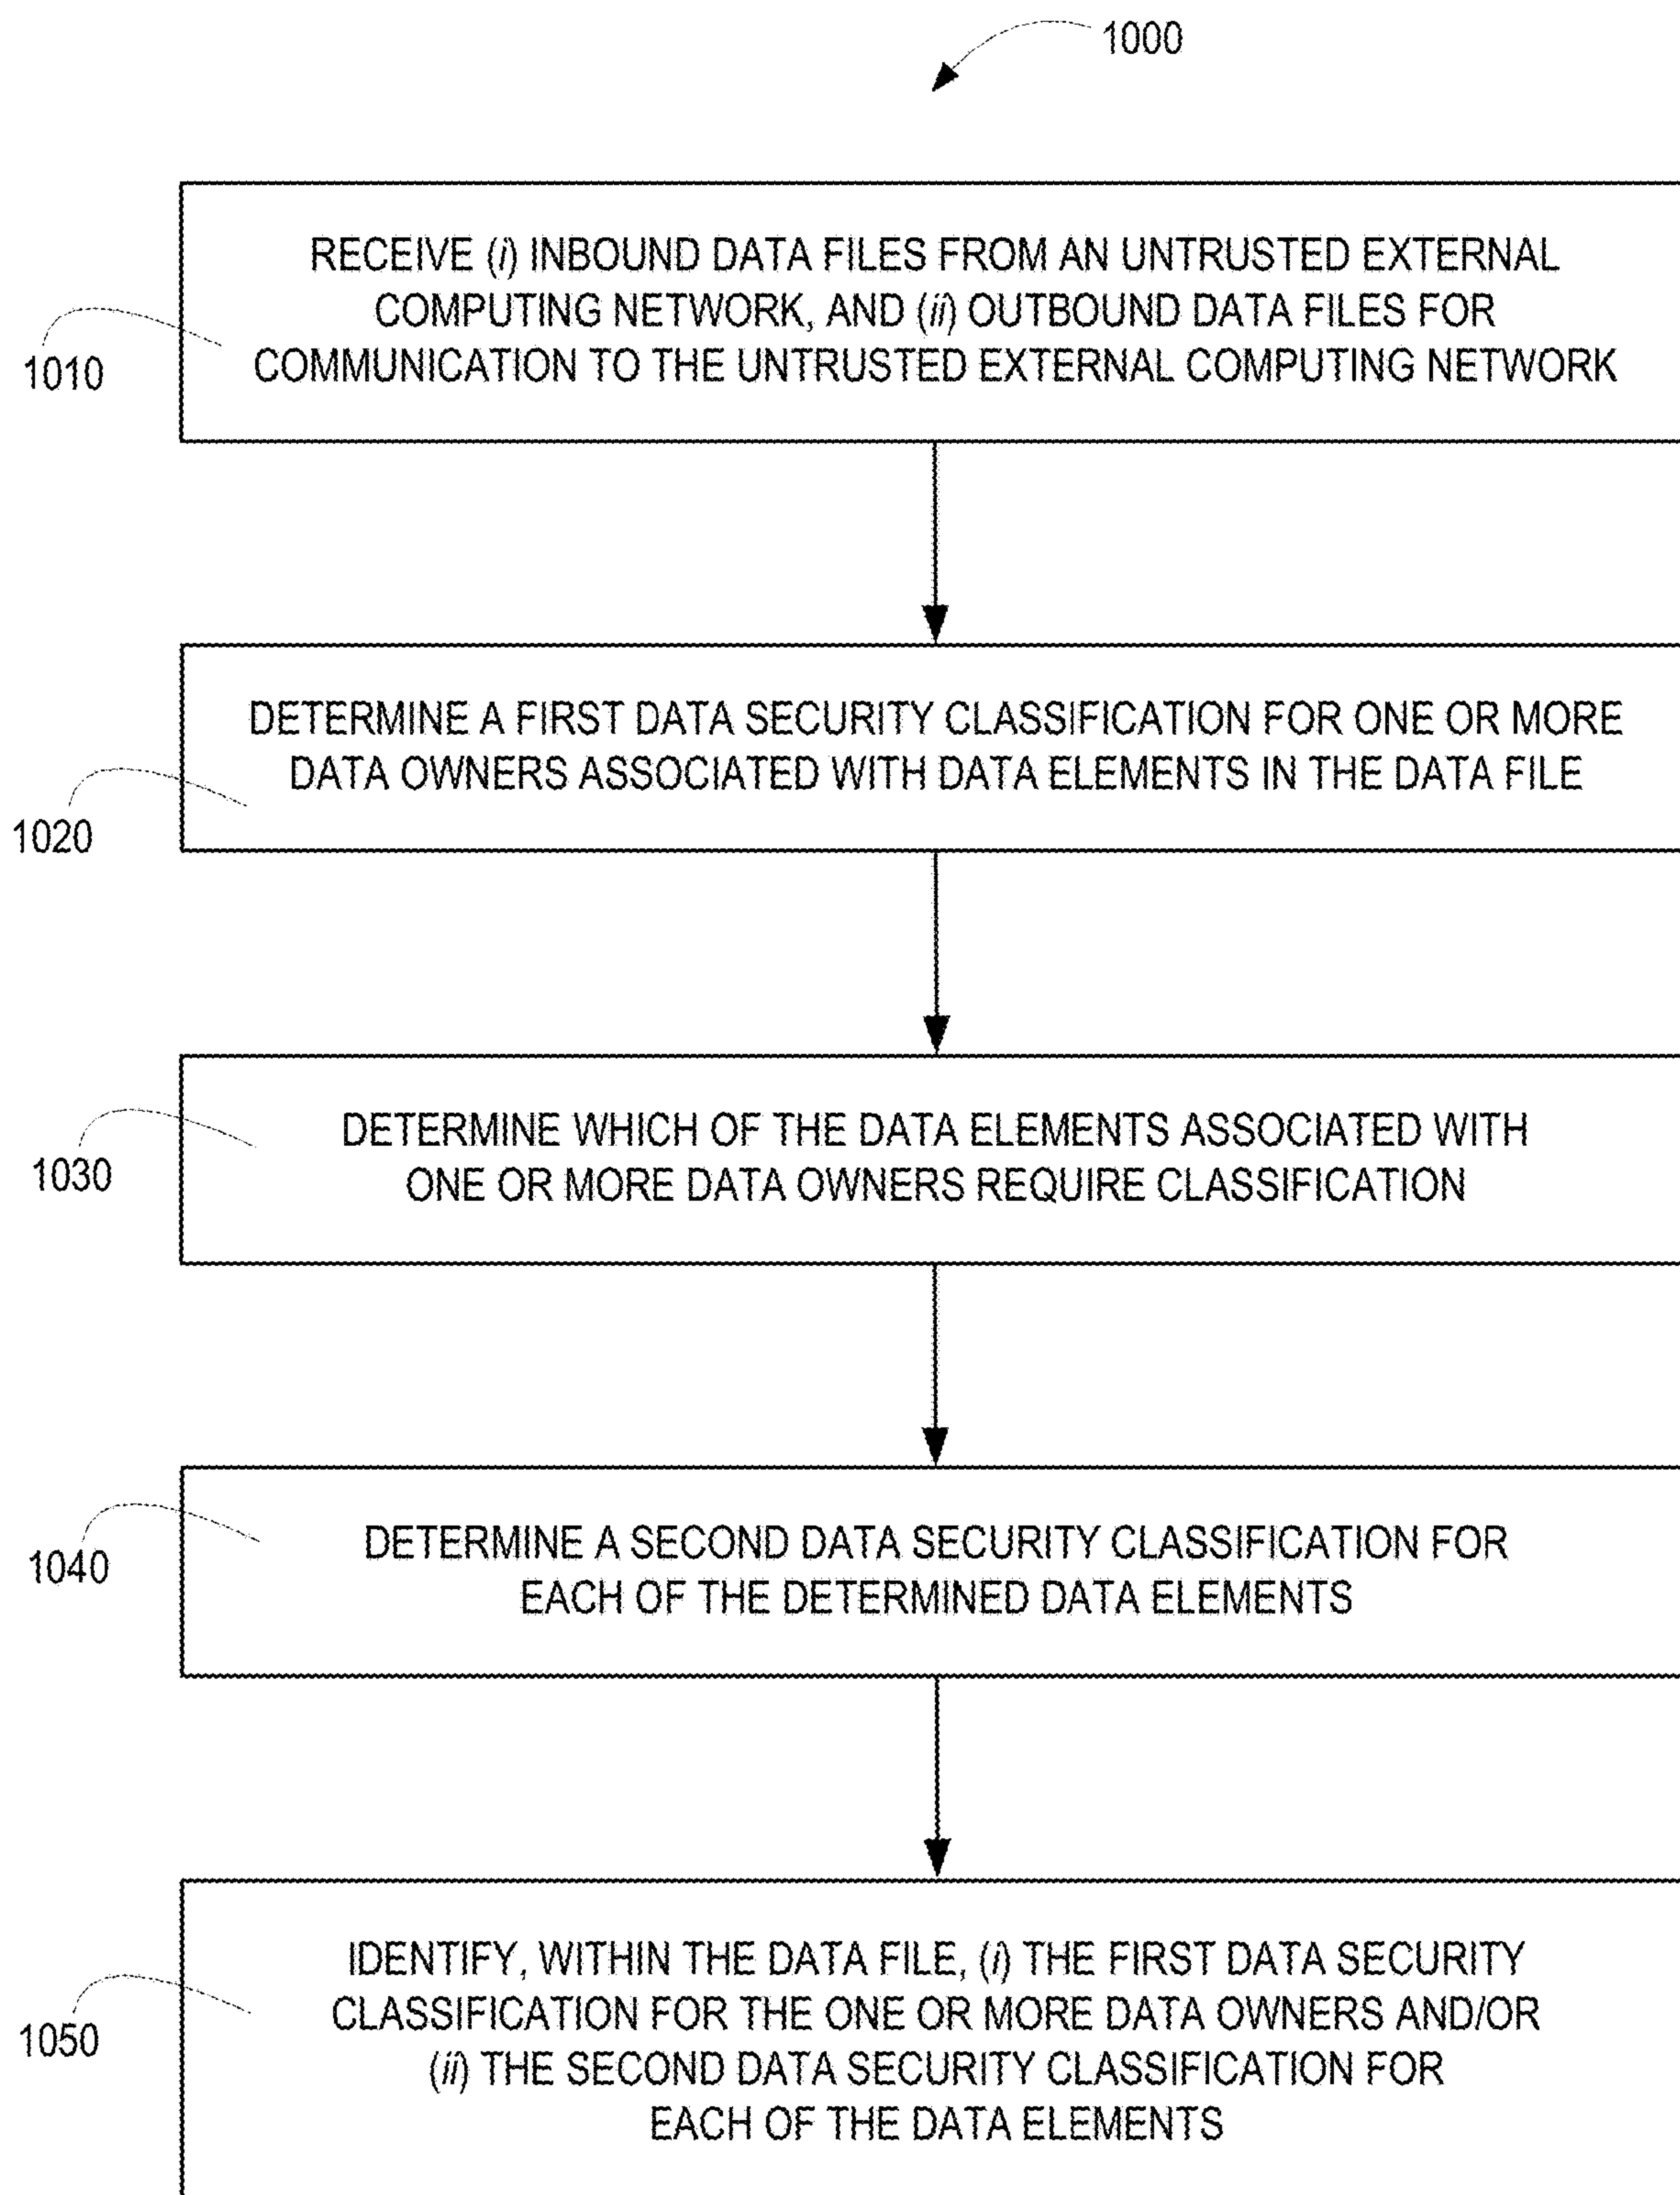 1000
RECEIVE (i) INBOUND DATA FILES FROM AN UNTRUSTED EXTERNAL
COMPUTING NETWORK, AND (ii) OUTBOUND DATA FILES FOR
COMMUNICATION TO THE UNTRUSTED EXTERNAL COMPUTING NETWORK
1010
DETERMINE A FIRST DATA SECURITY CLASSIFICATION FOR ONE OR MORE
DATA OWNERS ASSOCIATED WITH DATA ELEMENTS IN THE DATA FILE
1020
DETERMINE WHICH OF THE DATA ELEMENTS ASSOCIATED WITH
ONE OR MORE DATA OWNERS REQUIRE CLASSIFICATION
1030
DETERMINE A SECOND DATA SECURITY CLASSIFICATION FOR
EACH OF THE DETERMINED DATA ELEMENTS
1040
IDENTIFY, WITHIN THE DATA FILE, (i) THE FIRST DATA SECURITY
CLASSIFICATION FOR THE ONE OR MORE DATA OWNERS AND/OR
(ii) THE SECOND DATA SECURITY CLASSIFICATION FOR
EACH OF THE DATA ELEMENTS
1050